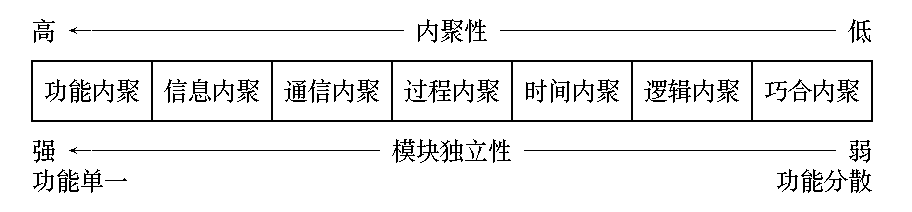 高 内聚性 低
功能内聚 信息内聚 通信内聚 过程内聚 时间内聚 逻辑内聚 巧合内聚
强 模块独立性 弱
功能单一 功能分散